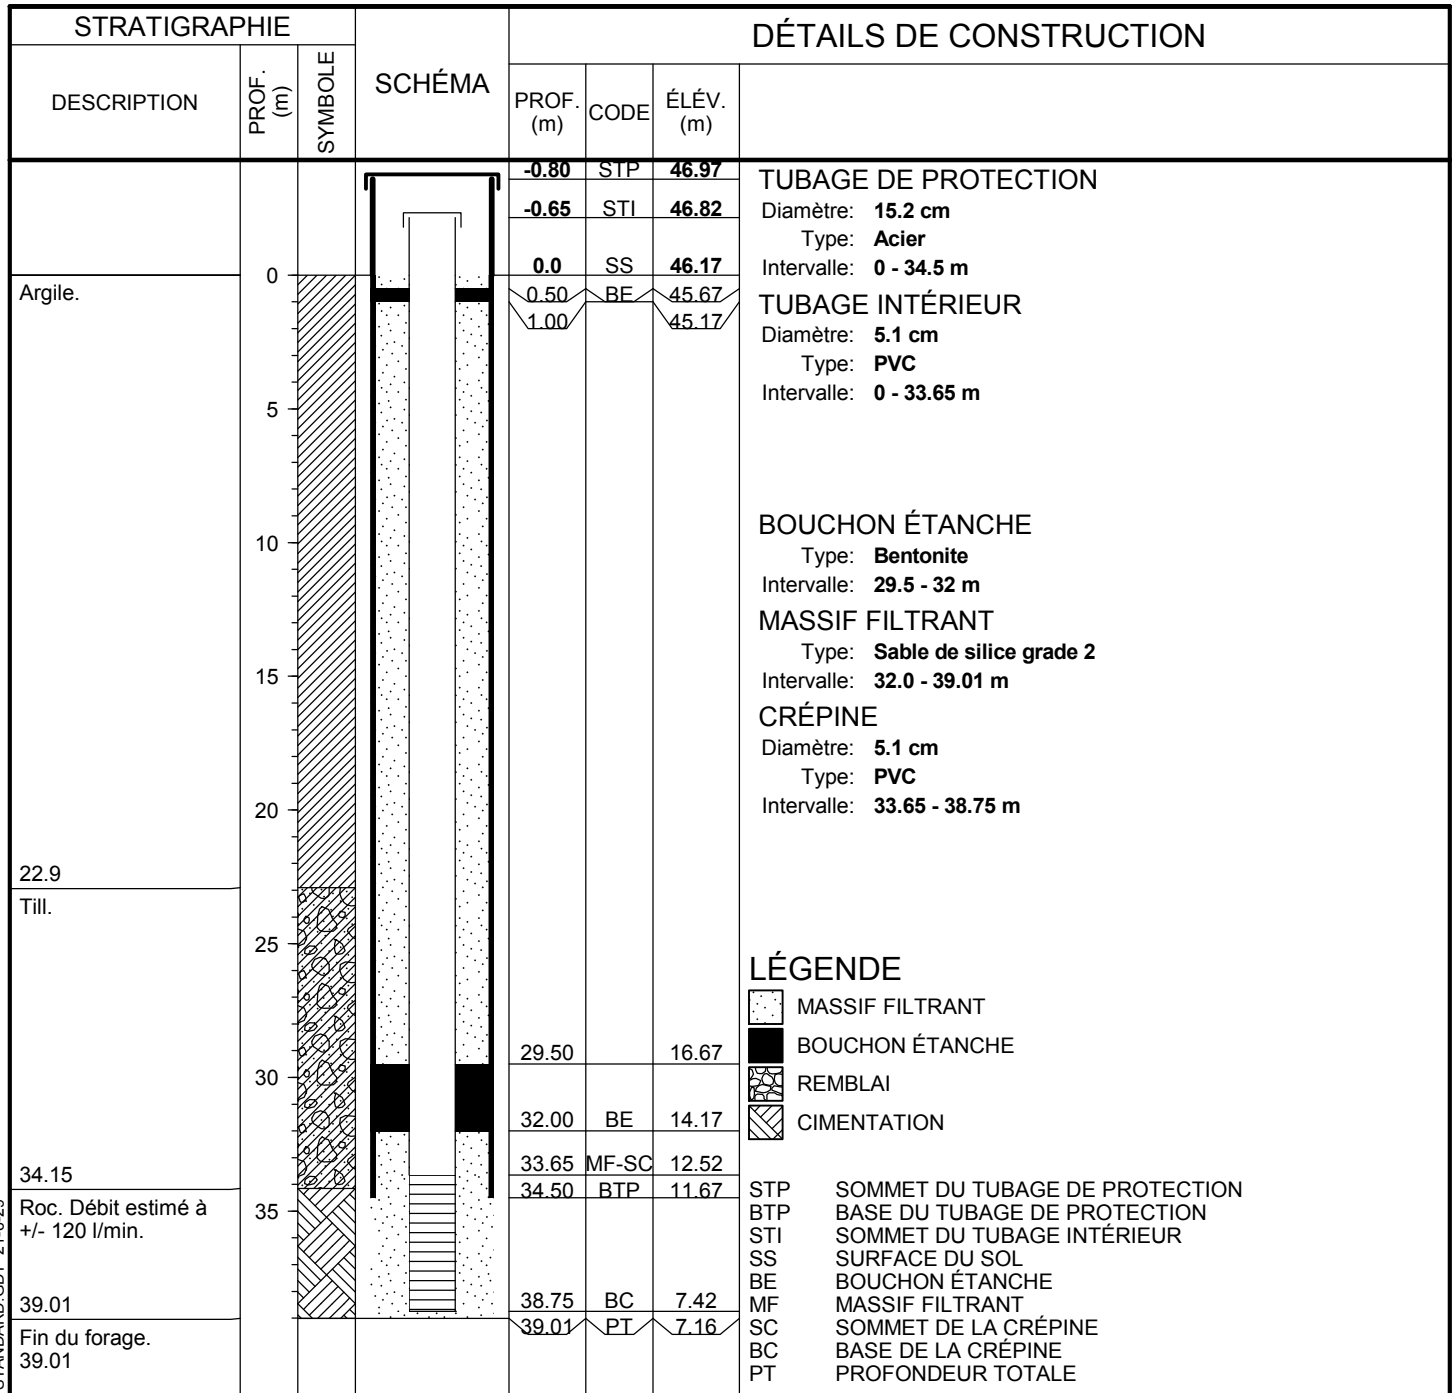 STRATIGRAPHIE
DESCRIPTION
PROF. (m)
SYMBOLE
SCHÉMA
DÉTAILS DE CONSTRUCTION
PROF. (m)
CODE
ÉLÉV. (m)
-0.80 STP 46.97
-0.65 STI 46.82
0.0 SS 46.17
0.50 BE 45.67
1.00 45.17
29.50 16.67
32.00 BE 14.17
33.65 MF-SC 12.52
34.50 BTP 11.67
38.75 BC 7.42
39.01 PT 7.16
Argile.
22.9
Till.
34.15
Roc. Débit estimé à
+/- 120 l/min.
39.01
Fin du forage.
39.01
0
5
10
15
20
25
30
35
TUBAGE DE PROTECTION
Diamètre: 15.2 cm
Type: Acier
Intervalle: 0 - 34.5 m
TUBAGE INTÉRIEUR
Diamètre: 5.1 cm
Type: PVC
Intervalle: 0 - 33.65 m
BOUCHON ÉTANCHE
Type: Bentonite
Intervalle: 29.5 - 32 m
MASSIF FILTRANT
Type: Sable de silice grade 2
Intervalle: 32.0 - 39.01 m
CRÉPINE
Diamètre: 5.1 cm
Type: PVC
Intervalle: 33.65 - 38.75 m
LÉGENDE
MASSIF FILTRANT
BOUCHON ÉTANCHE
REMBLAI
CIMENTATION
STP SOMMET DU TUBAGE DE PROTECTION
BTP BASE DU TUBAGE DE PROTECTION
STI SOMMET DU TUBAGE INTÉRIEUR
SS SURFACE DU SOL
BE BOUCHON ÉTANCHE
MF MASSIF FILTRANT
SC SOMMET DE LA CRÉPINE
BC BASE DE LA CRÉPINE
PT PROFONDEUR TOTALE